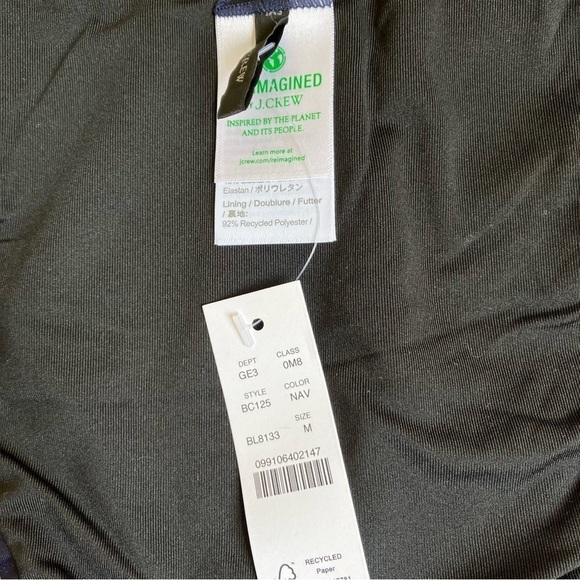 IMAGINED
J.CREW
INSPIRED BY THE PLANET
AND ITS PEOPLE.
Learn more at
jcrew.com/reimagined
Elastan / ポリウレタン
Lining / Doublure / Futter
/ 裏地:
92% Recycled Polyester /
DEPT CLASS
GE3 0M8
STYLE COLOR
BC125 NAV
SIZE
BL8133 M
099106402147
RECYCLED
Paper